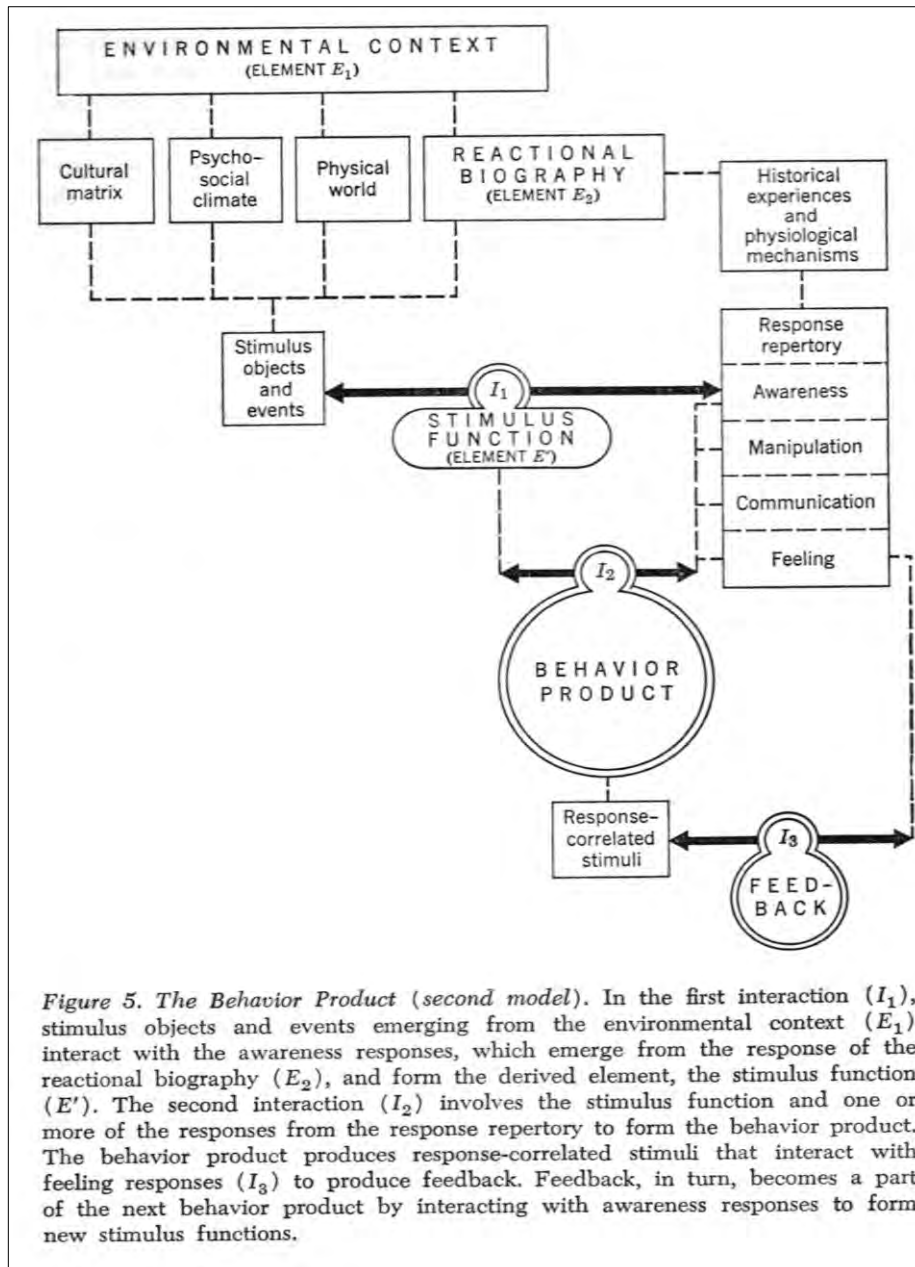 ENVIRONMENTAL CONTEXT
(ELEMENT E₁)
Cultural
matrix
Psycho-
social
climate
Physical
world
REACTIONAL
BIOGRAPHY
(ELEMENT E₂)
Historical
experiences
and
physiological
mechanisms
Stimulus
objects
and
events
I₁
STIMULUS
FUNCTION
(ELEMENT E′)
Response
repertory
Awareness
Manipulation
Communication
Feeling
I₂
BEHAVIOR
PRODUCT
Response-
correlated
stimuli
I₃
FEED-
BACK
Figure 5. The Behavior Product (second model). In the first interaction (I₁),
stimulus objects and events emerging from the environmental context (E₁)
interact with the awareness responses, which emerge from the response of the
reactional biography (E₂), and form the derived element, the stimulus function
(E′). The second interaction (I₂) involves the stimulus function and one or
more of the responses from the response repertory to form the behavior product.
The behavior product produces response-correlated stimuli that interact with
feeling responses (I₃) to produce feedback. Feedback, in turn, becomes a part
of the next behavior product by interacting with awareness responses to form
new stimulus functions.